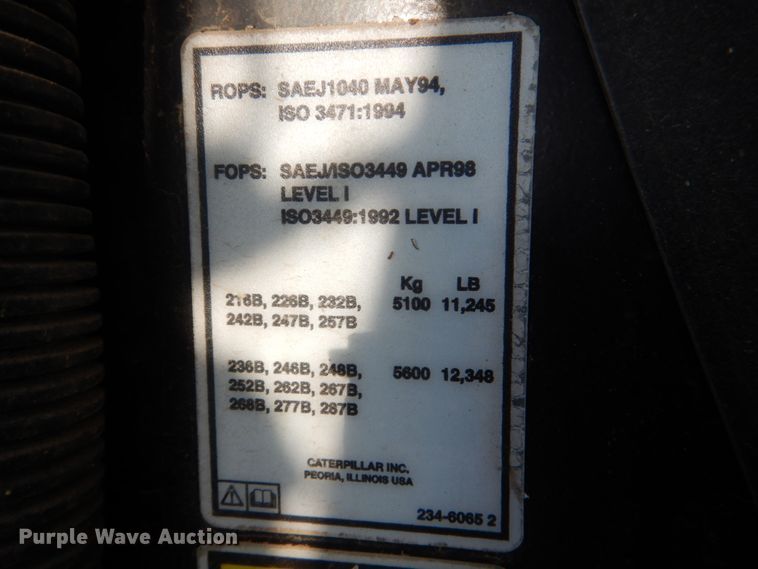 ROPS: SAEJ1040 MAY94,
ISO 3471:1994
FOPS: SAEJ/ISO3449 APR98
LEVEL I
ISO3449:1992 LEVEL I
Kg LB
216B, 226B, 232B, 5100 11,245
242B, 247B, 257B
236B, 246B, 248B, 5600 12,348
252B, 262B, 267B,
268B, 277B, 287B
CATERPILLAR INC.
PEORIA, ILLINOIS USA
234-6065 2
Purple Wave Auction